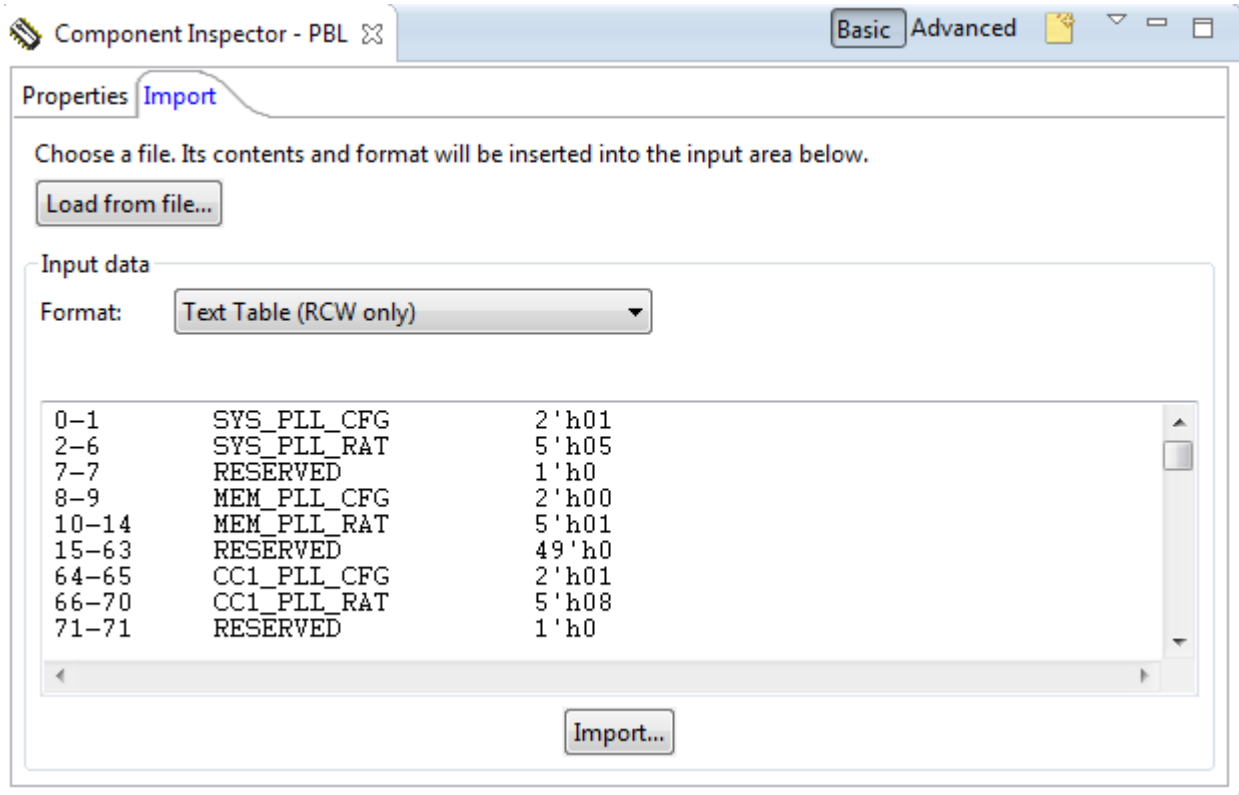 Component Inspector - PBL Basic Advanced
Properties Import
Choose a file. Its contents and format will be inserted into the input area below.
Load from file...
Input data
Format: Text Table (RCW only)
0-1 SYS_PLL_CFG 2'h01
2-6 SYS_PLL_RAT 5'h05
7-7 RESERVED 1'h0
8-9 MEM_PLL_CFG 2'h00
10-14 MEM_PLL_RAT 5'h01
15-63 RESERVED 49'h0
64-65 CC1_PLL_CFG 2'h01
66-70 CC1_PLL_RAT 5'h08
71-71 RESERVED 1'h0
Import...